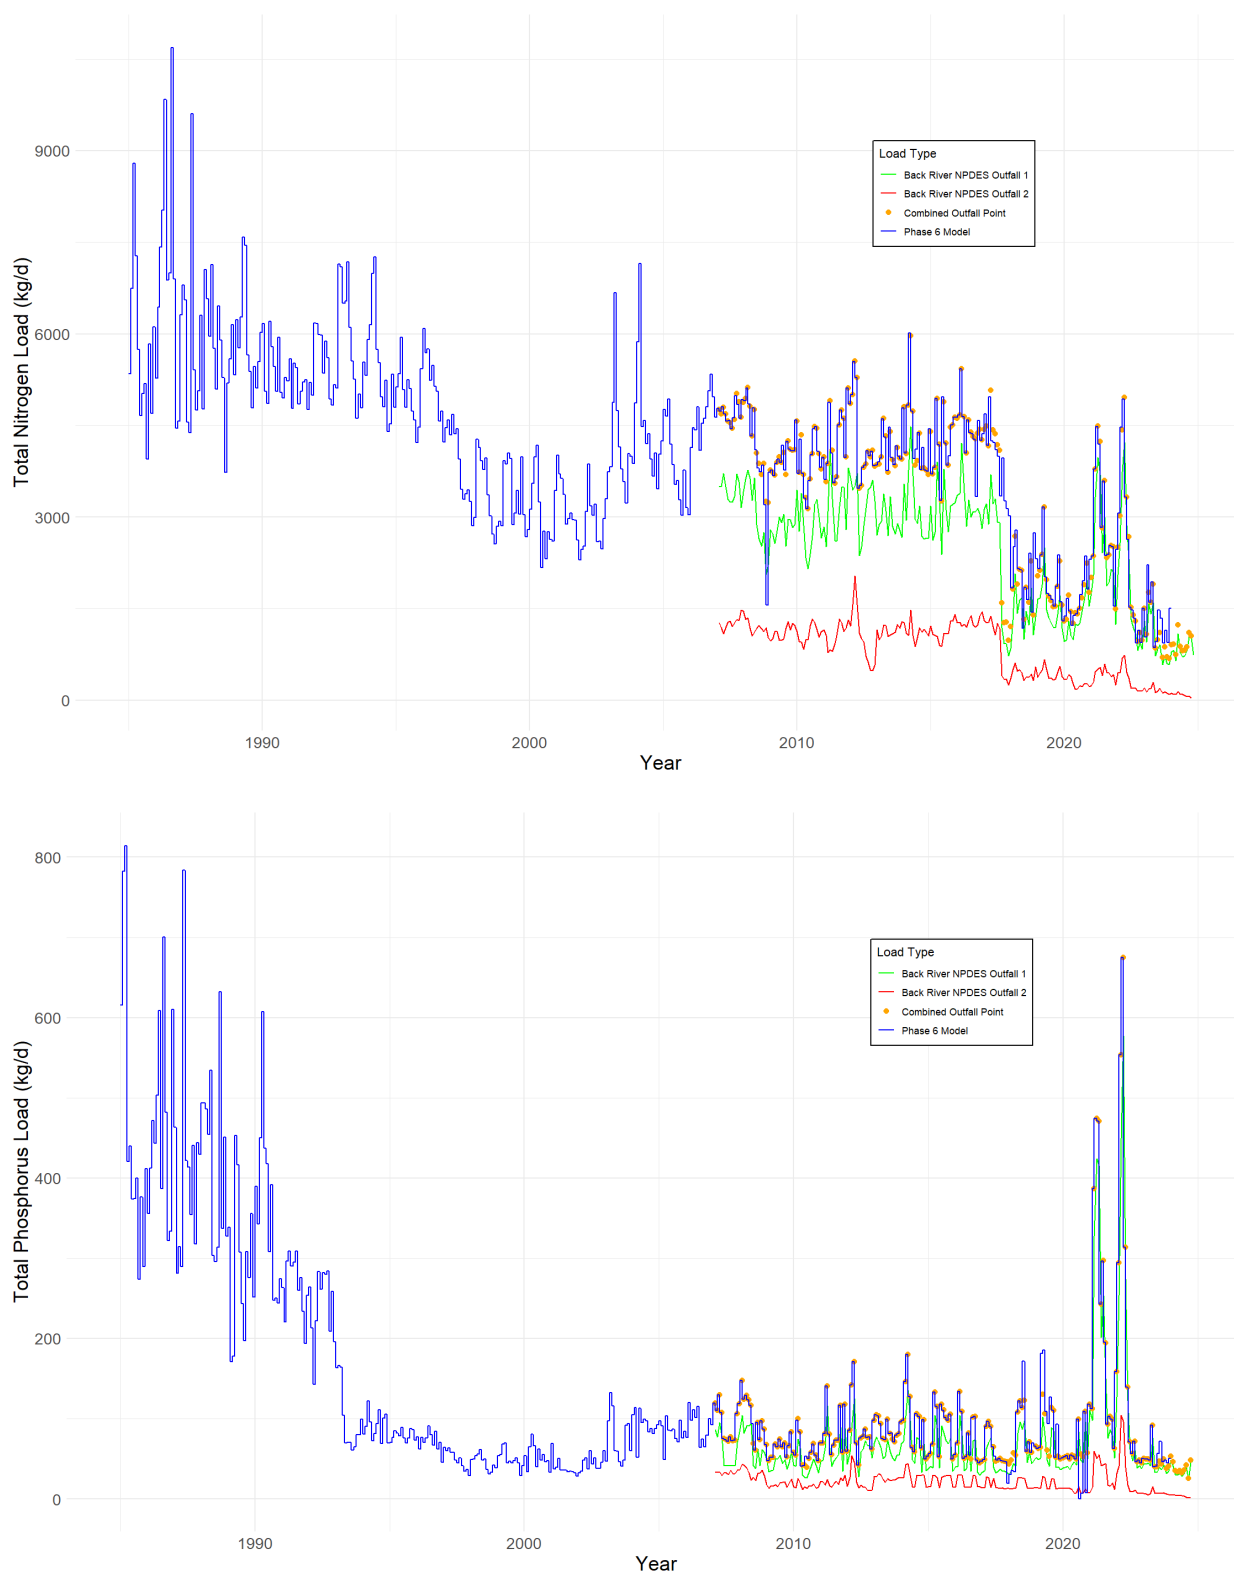 Total Nitrogen Load (kg/d)
9000
6000
3000
0
Load Type
Back River NPDES Outfall 1
Back River NPDES Outfall 2
Combined Outfall Point
Phase 6 Model
1990
2000
2010
2020
Year
Total Phosphorus Load (kg/d)
800
600
400
200
0
Load Type
Back River NPDES Outfall 1
Back River NPDES Outfall 2
Combined Outfall Point
Phase 6 Model
1990
2000
2010
2020
Year